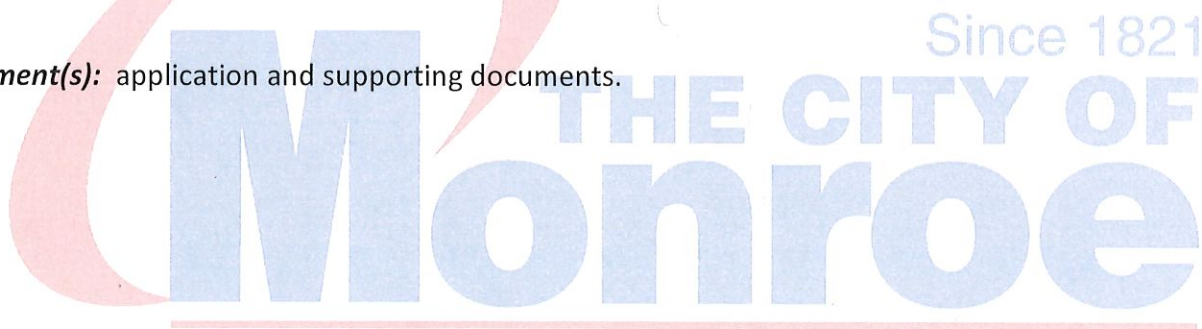 Since 1821
ment(s): application and supporting documents.
THE CITY OF
Monroe